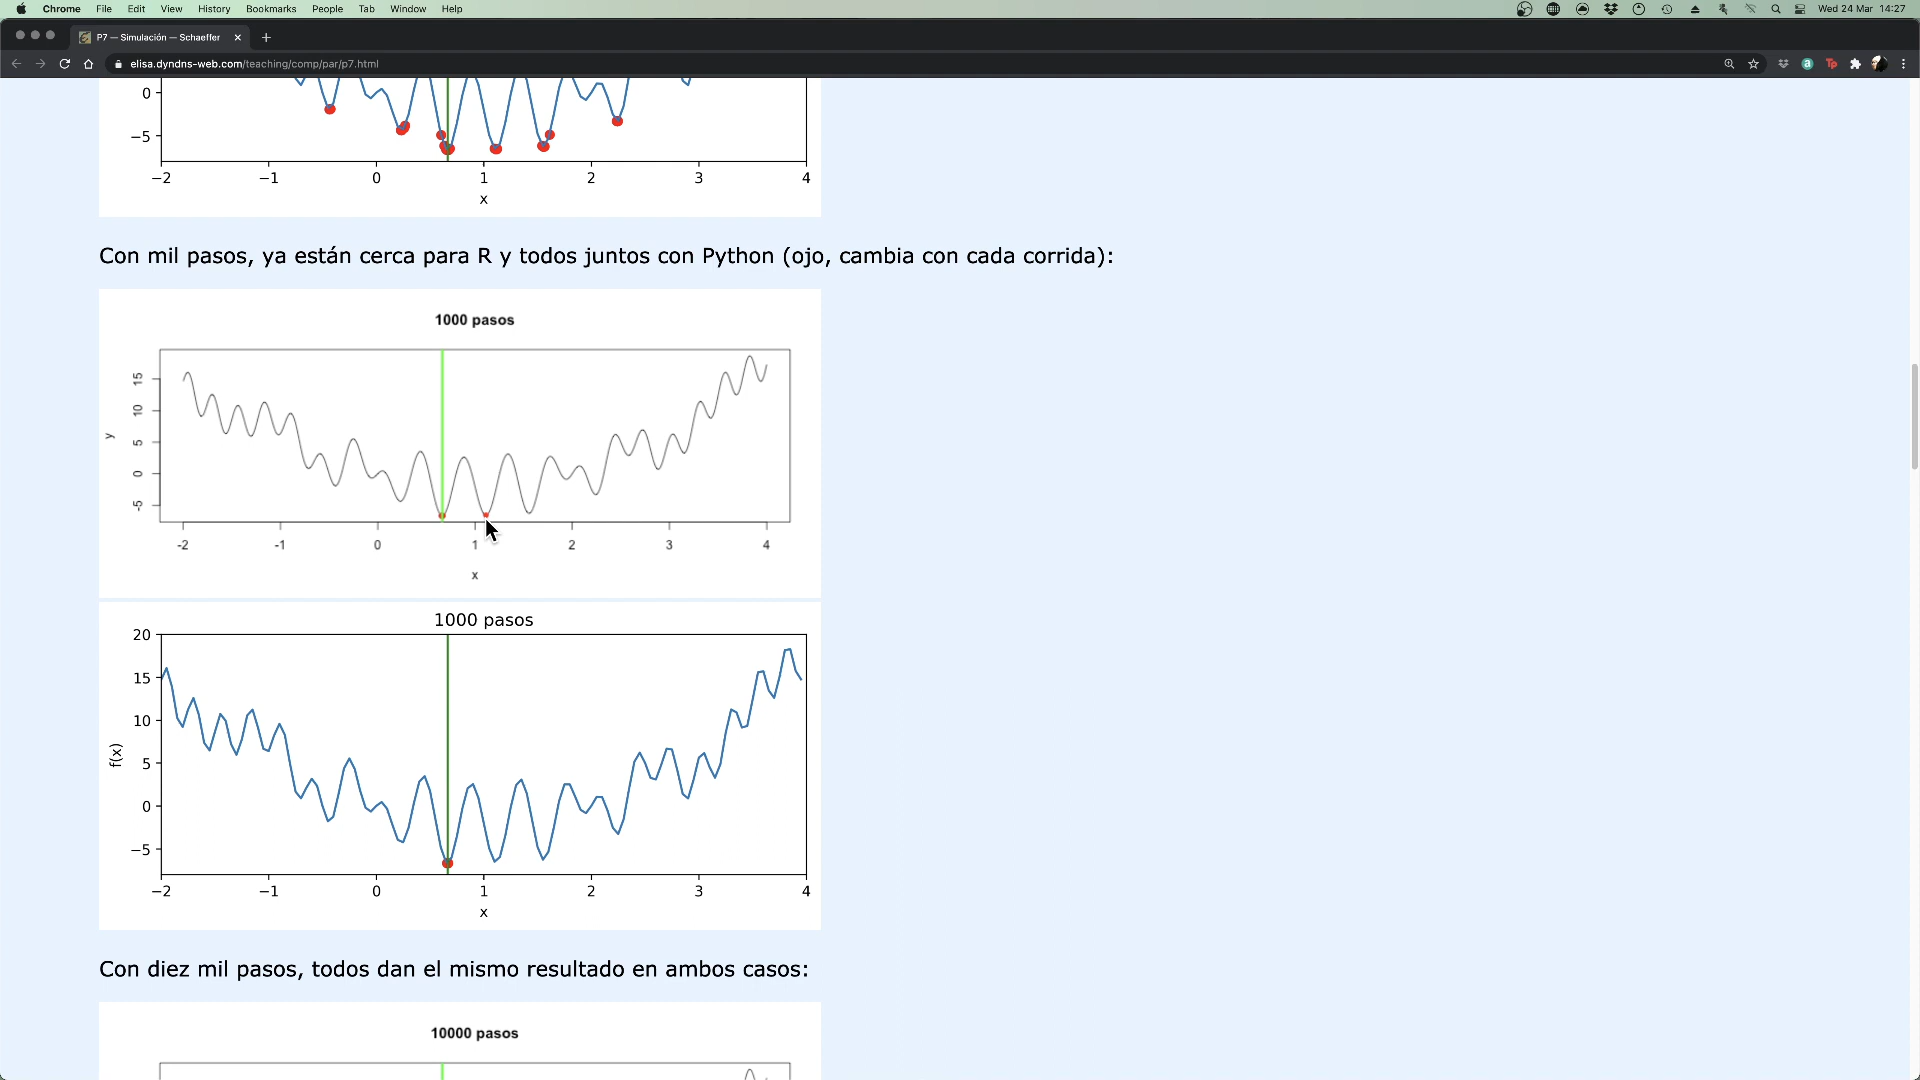 Chrome File Edit View History Bookmarks People Tab Window Help Wed 24 Mar 14:27
P7 — Simulación — Schaeffer
elisa.dyndns-web.com/teaching/comp/par/p7.html
0
−5
−2 −1 0 1 2 3 4
x
Con mil pasos, ya están cerca para R y todos juntos con Python (ojo, cambia con cada corrida):
1000 pasos
15
10
5
0
-5
y
-2 -1 0 1 2 3 4
x
1000 pasos
20
15
10
5
0
−5
f(x)
−2 −1 0 1 2 3 4
x
Con diez mil pasos, todos dan el mismo resultado en ambos casos:
10000 pasos